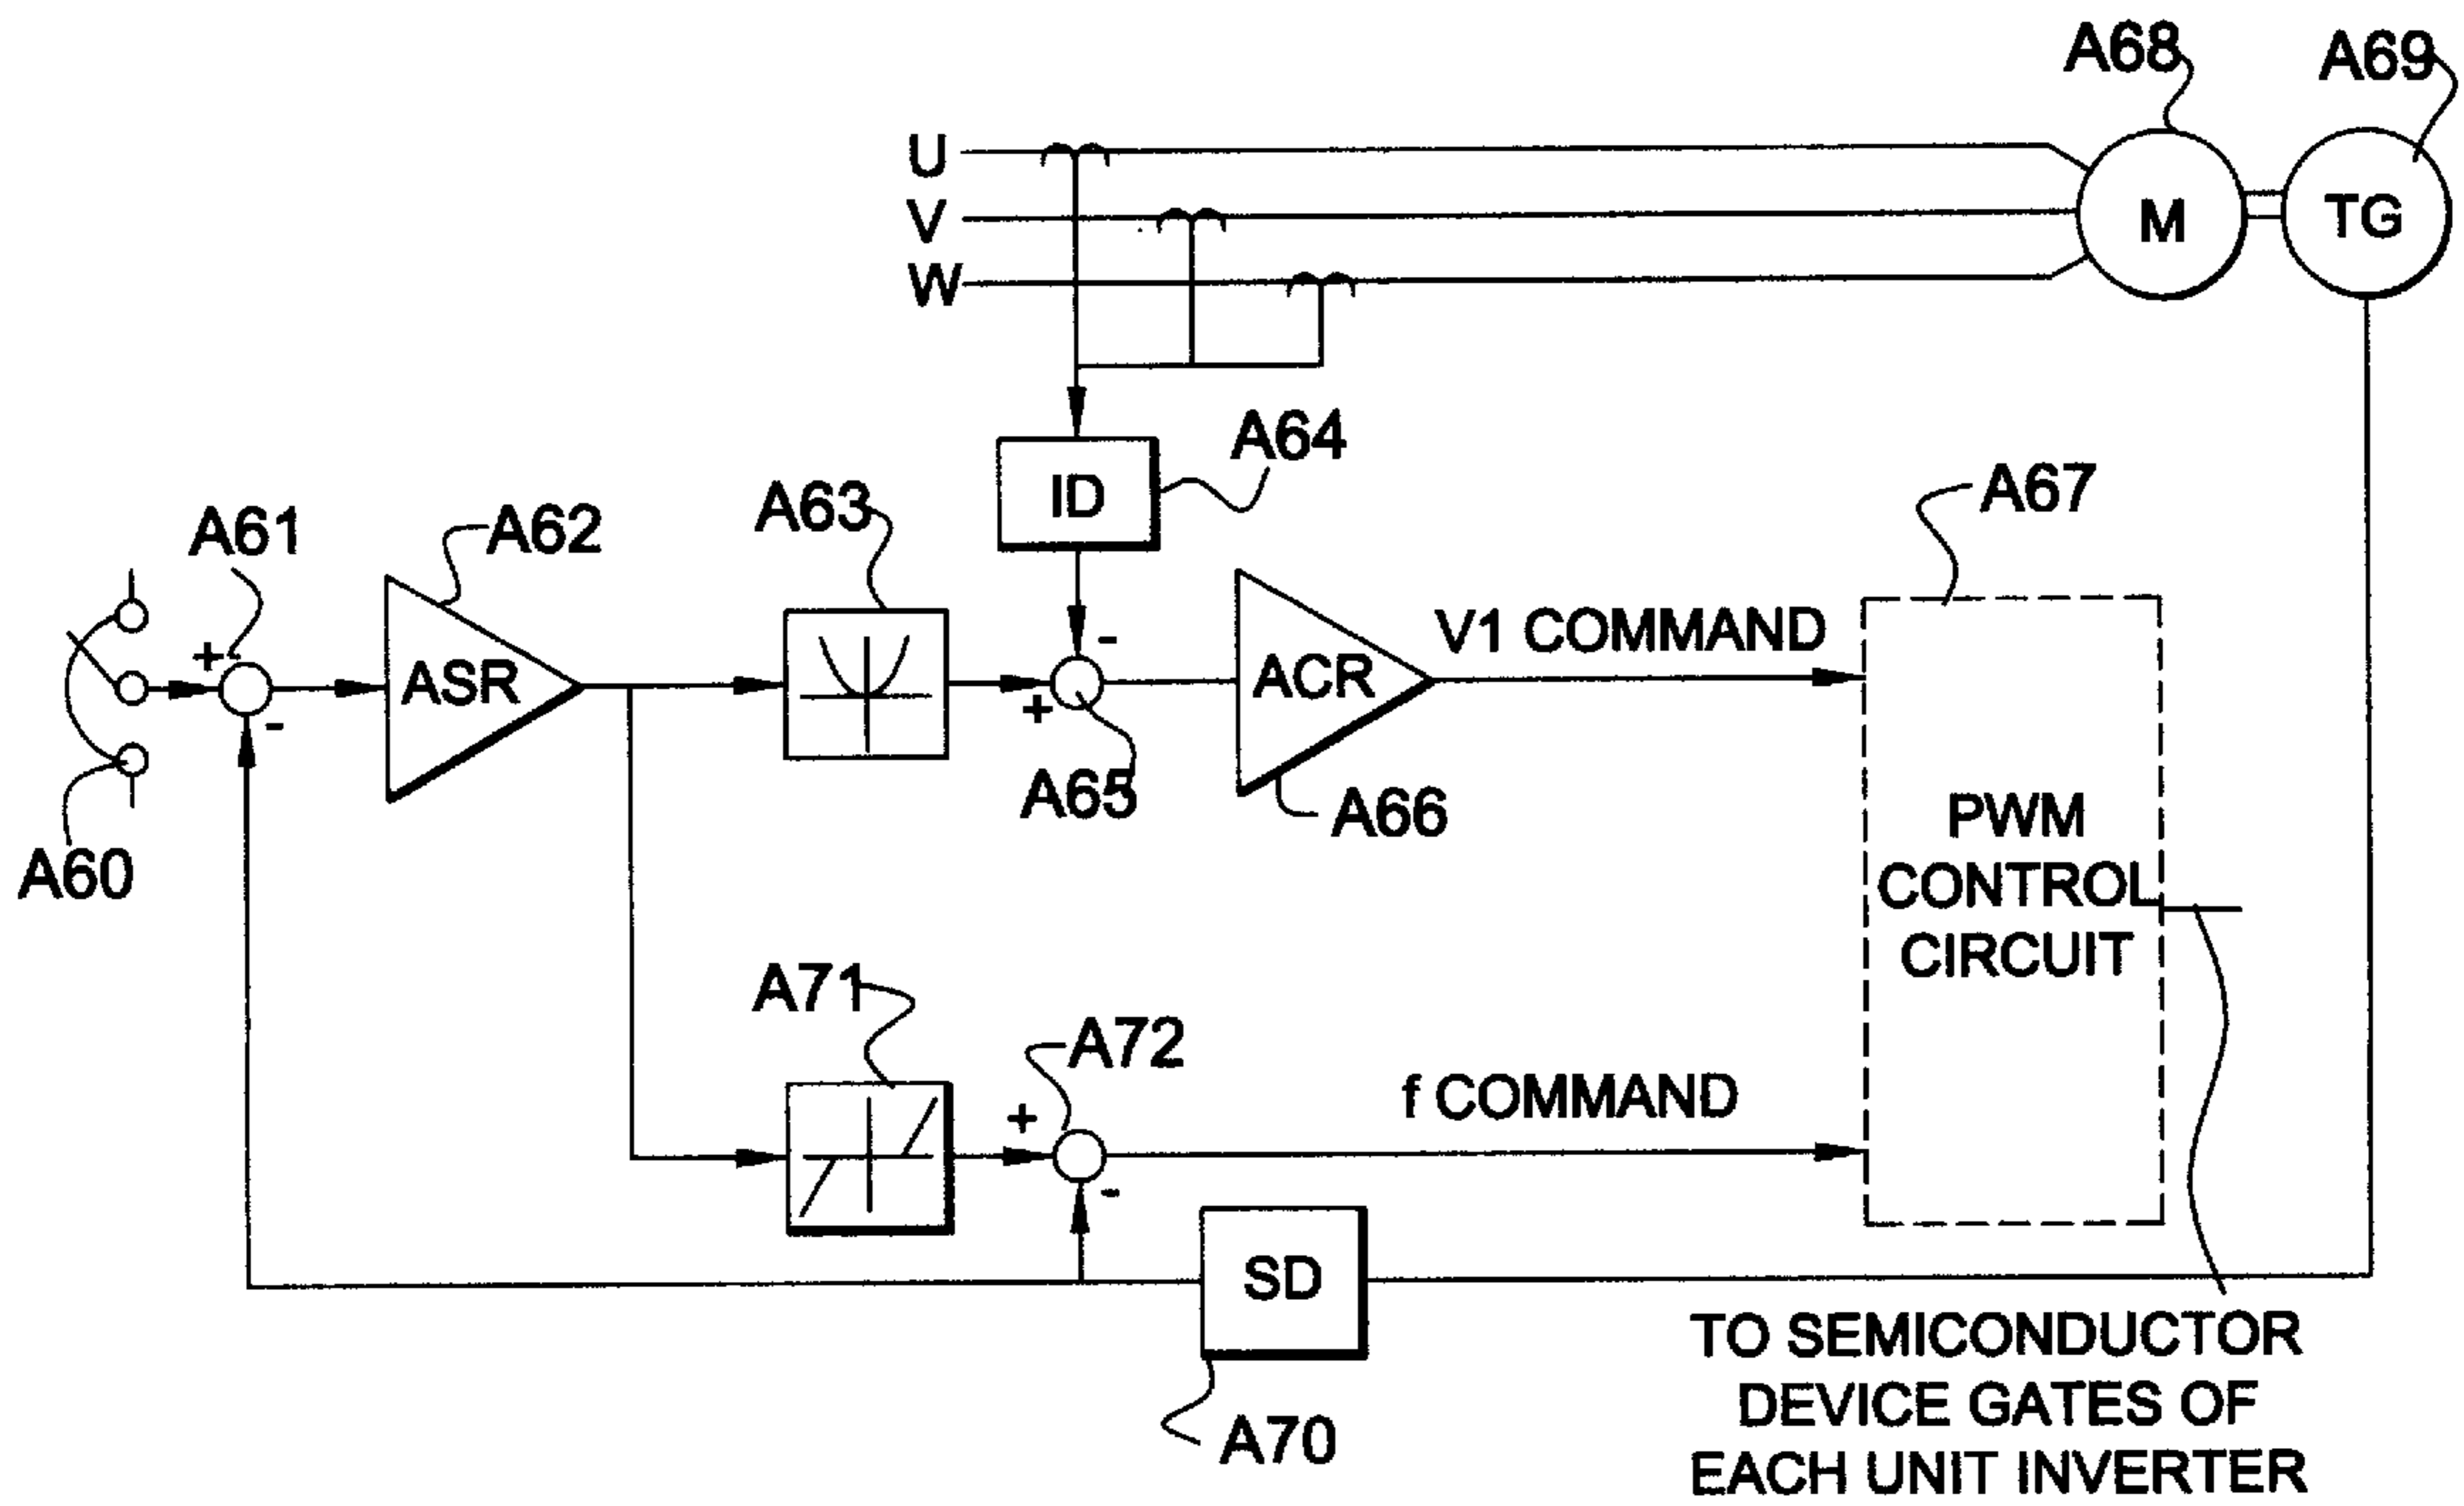 A68
A69
U
V
W
M
TG
A64
ID
A67
A63
A61
A62
+
-
ASR
-
+
ACR
V1 COMMAND
A65
A66
A60
PWM
CONTROL
CIRCUIT
A71
A72
+
-
f COMMAND
SD
A70
TO SEMICONDUCTOR
DEVICE GATES OF
EACH UNIT INVERTER